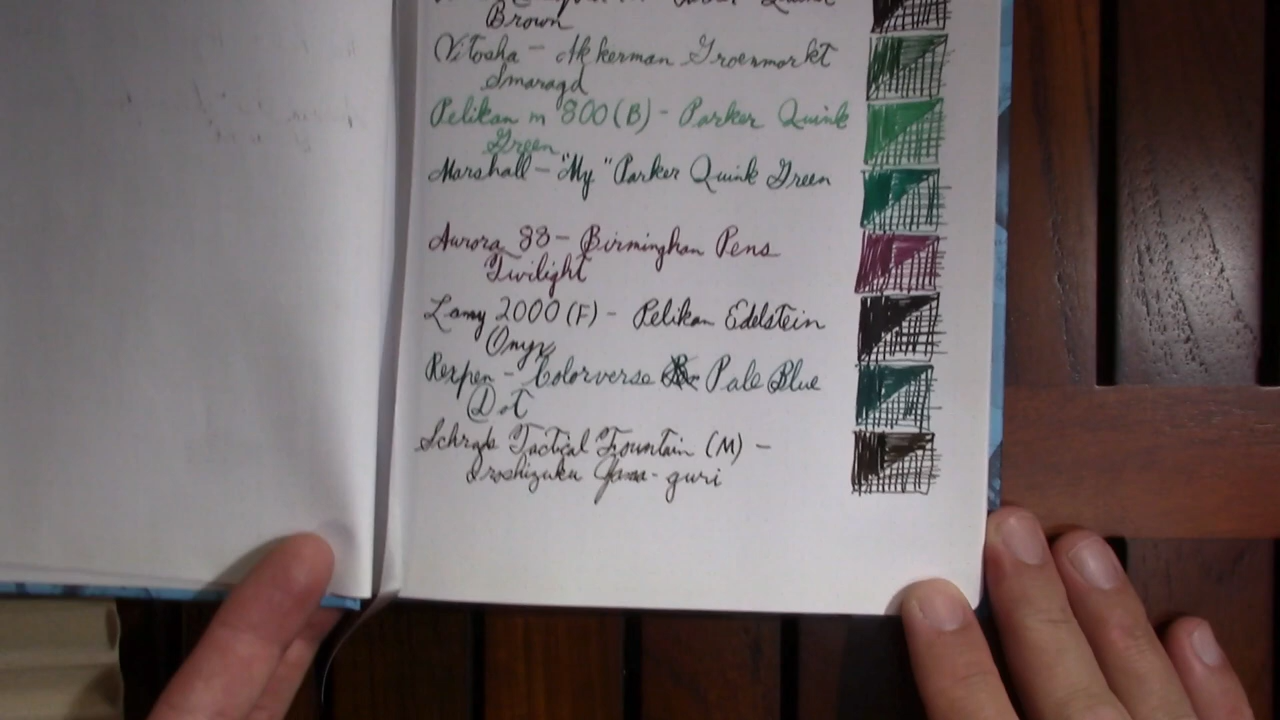 Brown
Vitosha - Akkerman Groenmarkt
Smaragd
Pelikan m 800 (B) - Parker Quink
Green
Marshall - "My" Parker Quink Green
Aurora 88 - Birmingham Pens
Twilight
Lamy 2000 (F) - Pelikan Edelstein
Onyx
Rexpen - Colorverse Pale Blue
Dot
Schrade Tactical Fountain (M) -
Iroshizuku Yama-guri